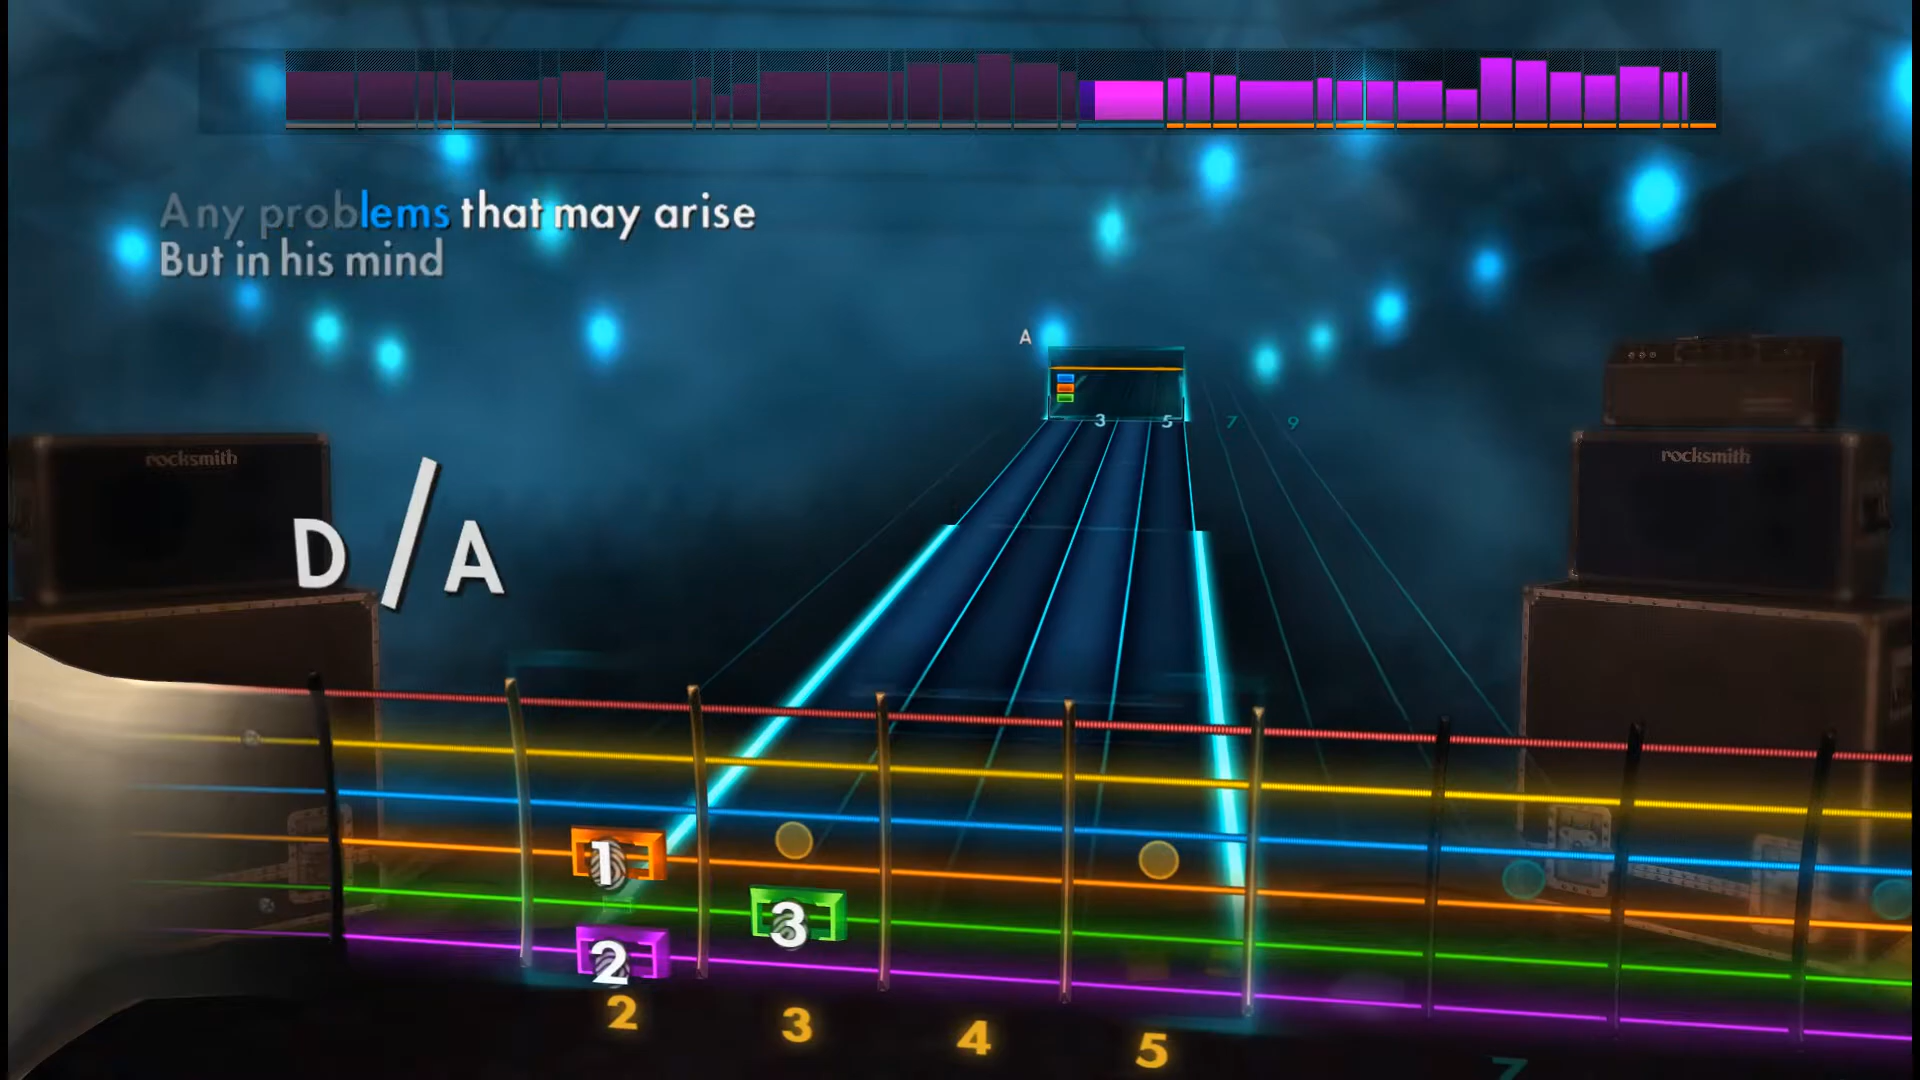 Any problems that may arise
But in his mind
A
3 5 7 9
rocksmith
rocksmith
D/A
1
3
2
2 3 4 5 7